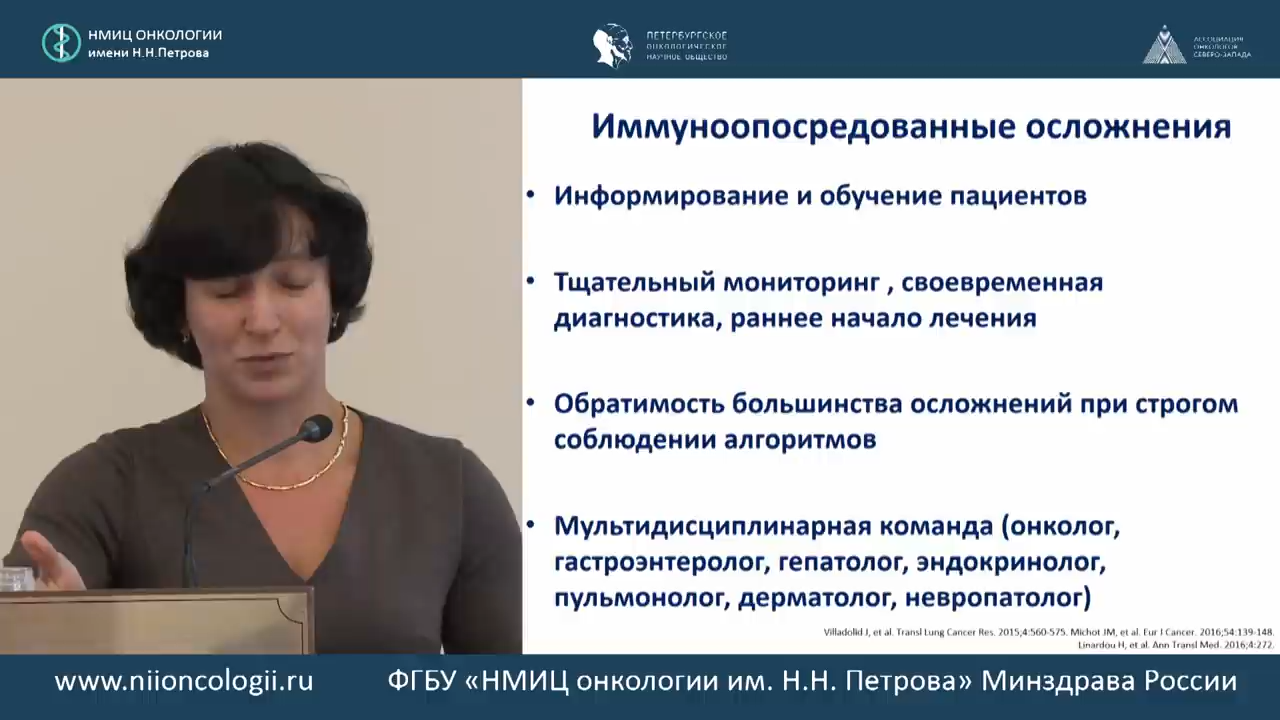 НМИЦ ОНКОЛОГИИ
имени Н.Н.Петрова
ПЕТЕРБУРГСКОЕ
ОНКОЛОГИЧЕСКОЕ
НАУЧНОЕ ОБЩЕСТВО
АССОЦИАЦИЯ
ОНКОЛОГОВ
СЕВЕРО-ЗАПАДА
Иммуноопосредованные осложнения
• Информирование и обучение пациентов
• Тщательный мониторинг , своевременная
диагностика, раннее начало лечения
• Обратимость большинства осложнений при строгом
соблюдении алгоритмов
• Мультидисциплинарная команда (онколог,
гастроэнтеролог, гепатолог, эндокринолог,
пульмонолог, дерматолог, невропатолог)
Villadolid J, et al. Transl Lung Cancer Res. 2015;4:560-575. Michot JM, et al. Eur J Cancer. 2016;54:139-148.
Linardou H, et al. Ann Transl Med. 2016;4:272.
www.niioncologii.ru
ФГБУ «НМИЦ онкологии им. Н.Н. Петрова» Минздрава России